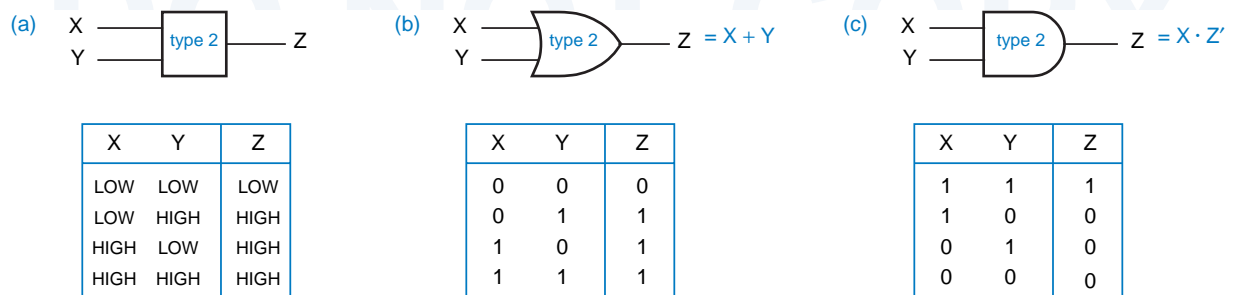 (a) X Y type 2 Z
(b) X Y type 2 Z = X + Y
(c) X Y type 2 Z = X · Z′
X Y Z
LOW LOW LOW
LOW HIGH HIGH
HIGH LOW HIGH
HIGH HIGH HIGH
X Y Z
0 0 0
0 1 1
1 0 1
1 1 1
X Y Z
1 1 1
1 0 0
0 1 0
0 0 0